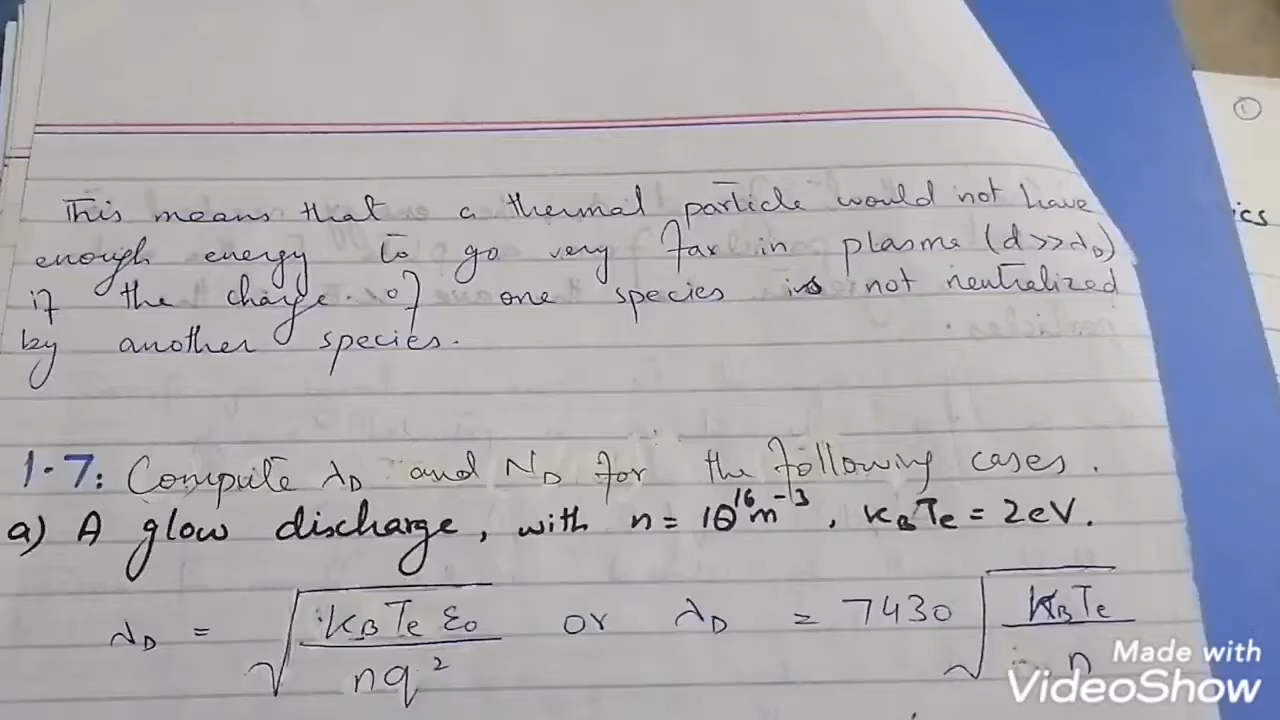 This means that a thermal particle would not have
enough energy to go very far in plasma (d>>λD)
if the charge of one species is not neutralized
by another species.
1.7: Compute λD and ND for the following cases.
a) A glow discharge, with n = 10^16 m^-3, KBTe = 2eV.
λD = √(KBTe ε0 / nq²) or λD = 7430 √(KBTe / n)
①
ics
Made with
VideoShow